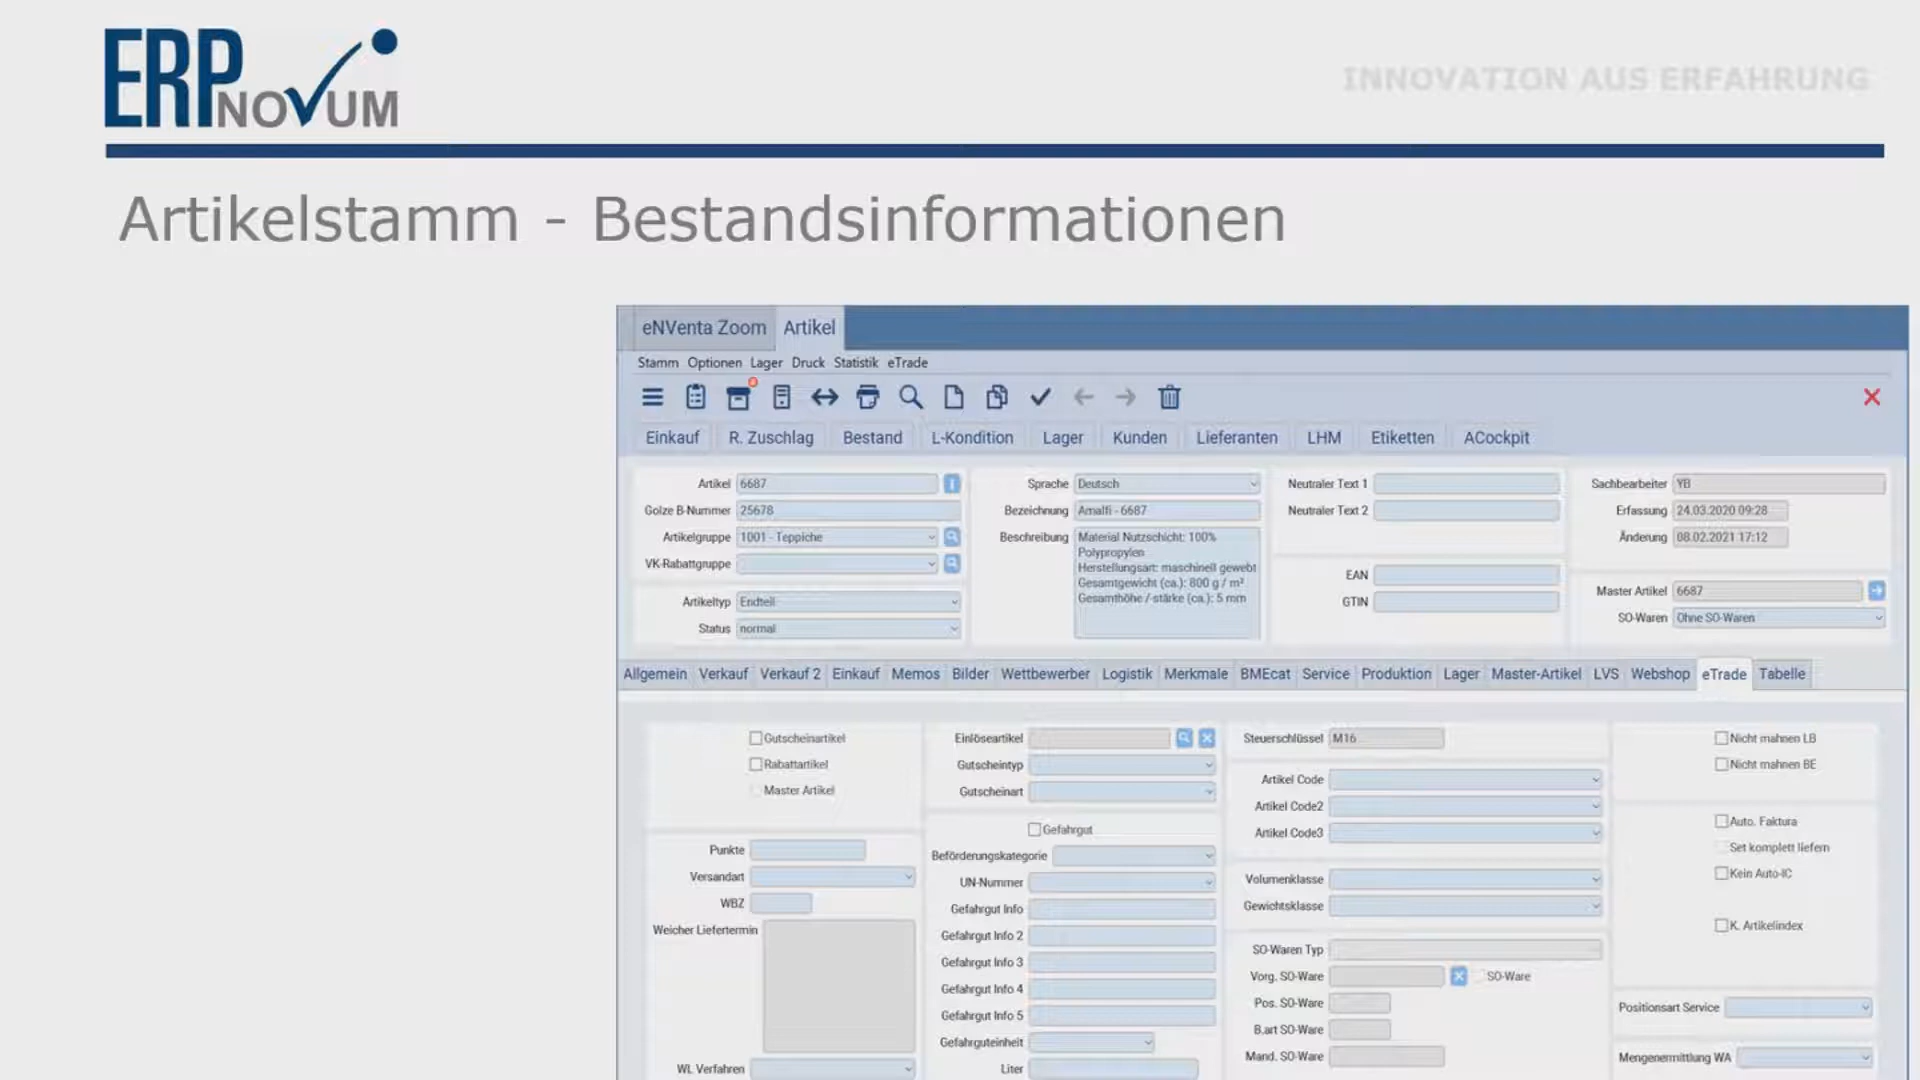 ERP NOVUM
INNOVATION AUS ERFAHRUNG
Artikelstamm - Bestandsinformationen
eNVenta Zoom Artikel
Stamm Optionen Lager Druck Statistik eTrade
Einkauf R. Zuschlag Bestand L-Kondition Lager Kunden Lieferanten LHM Etiketten ACockpit
Artikel 6687
Golze B-Nummer 25678
Artikelgruppe 1001 - Teppiche
VK-Rabattgruppe
Artikeltyp Endteil
Status normal
Sprache Deutsch
Bezeichnung Amalfi - 6687
Beschreibung Material Nutzschicht: 100%
Polypropylen
Herstellungsart: maschinell gewebt
Gesamtgewicht (ca.): 800 g / m²
Gesamthöhe /-stärke (ca.): 5 mm
Neutraler Text 1
Neutraler Text 2
EAN
GTIN
Sachbearbeiter YB
Erfassung 24.03.2020 09:28
Änderung 08.02.2021 17:12
Master Artikel 6687
SO-Waren Ohne SO-Waren
Allgemein Verkauf Verkauf 2 Einkauf Memos Bilder Wettbewerber Logistik Merkmale BMEcat Service Produktion Lager Master-Artikel LVS Webshop eTrade Tabelle
Gutscheinartikel
Rabattartikel
Master Artikel
Punkte
Versandart
WBZ
Weicher Liefertermin
WL Verfahren
Einlöseartikel
Gutscheintyp
Gutscheinart
Gefahrgut
Beförderungskategorie
UN-Nummer
Gefahrgut Info
Gefahrgut Info 2
Gefahrgut Info 3
Gefahrgut Info 4
Gefahrgut Info 5
Gefahrguteinheit
Liter
Steuerschlüssel M16
Artikel Code
Artikel Code2
Artikel Code3
Volumenklasse
Gewichtsklasse
SO-Waren Typ
Vorg. SO-Ware SO-Ware
Pos. SO-Ware
B.art SO-Ware
Mand. SO-Ware
Nicht mahnen LB
Nicht mahnen BE
Auto. Faktura
Set komplett liefern
Kein Auto-IC
K. Artikelindex
Positionsart Service
Mengenermittlung WA